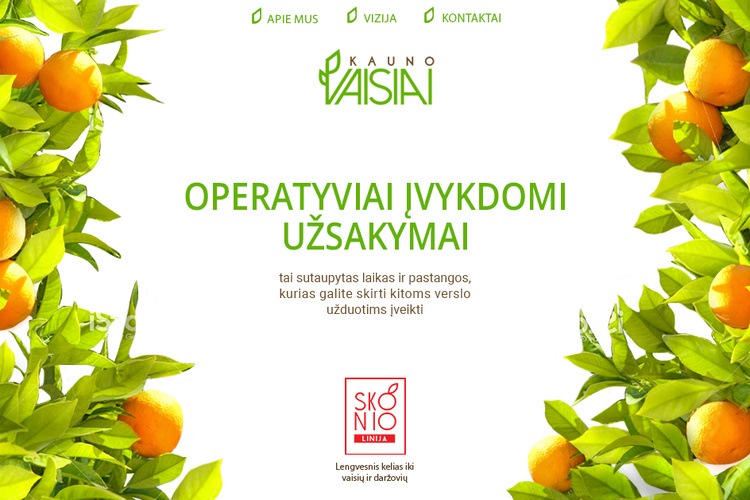 APIE MUS
VIZIJA
KONTAKTAI
KAUNO
VAISIAI
OPERATYVIAI ĮVYKDOMI
UŽSAKYMAI
tai sutaupytas laikas ir pastangos,
kurias galite skirti kitoms verslo
užduotims įveikti
SKO
NIO
LINIJA
Lengvesnis kelias iki
vaisių ir daržovių